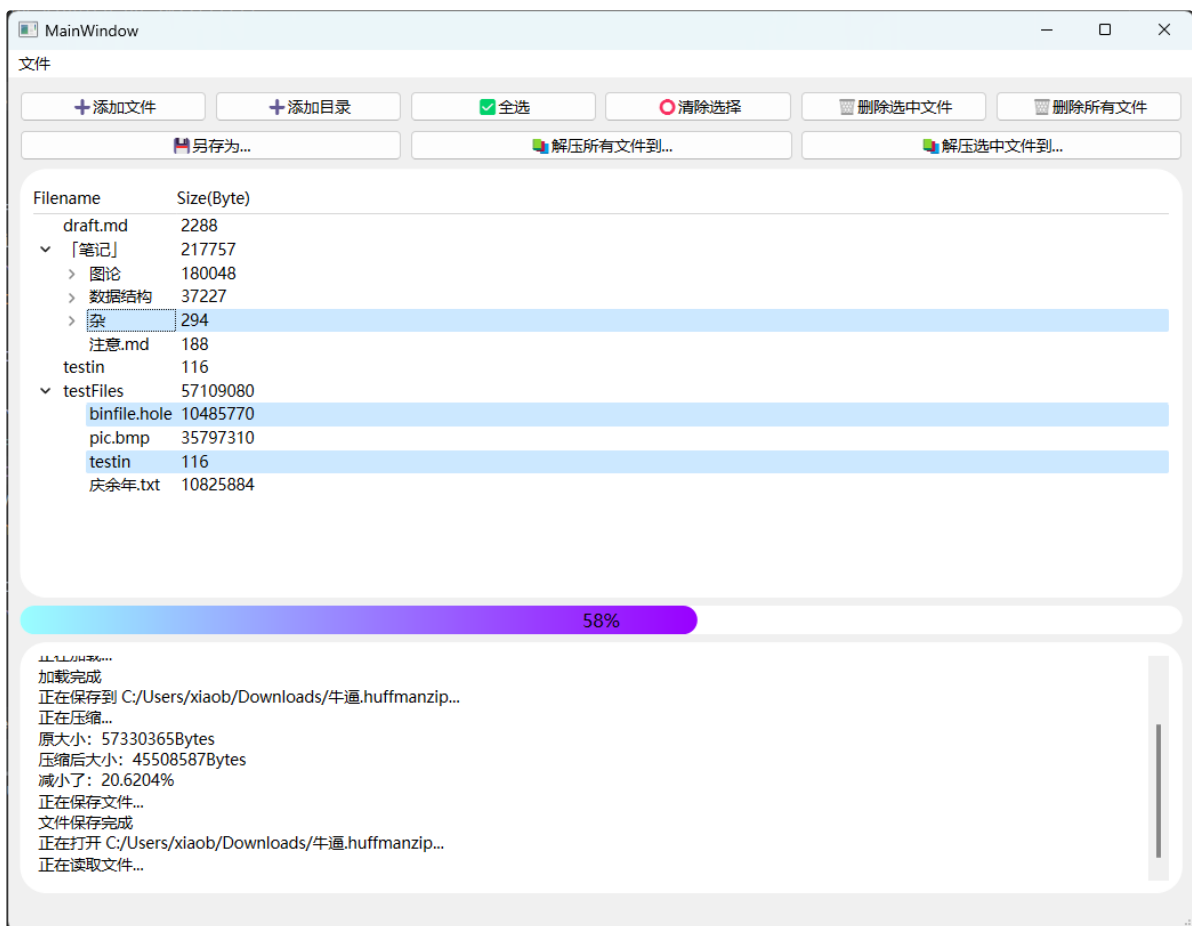 MainWindow
文件
添加文件 添加目录 全选 清除选择 删除选中文件 删除所有文件
另存为... 解压所有文件到... 解压选中文件到...
Filename Size(Byte)
draft.md 2288
「笔记」 217757
图论 180048
数据结构 37227
杂 294
注意.md 188
testin 116
testFiles 57109080
binfile.hole 10485770
pic.bmp 35797310
testin 116
庆余年.txt 10825884
58%
正在加载...
加载完成
正在保存到 C:/Users/xiaob/Downloads/牛逼.huffmanzip...
正在压缩...
原大小：57330365Bytes
压缩后大小：45508587Bytes
减小了：20.6204%
正在保存文件...
文件保存完成
正在打开 C:/Users/xiaob/Downloads/牛逼.huffmanzip...
正在读取文件...